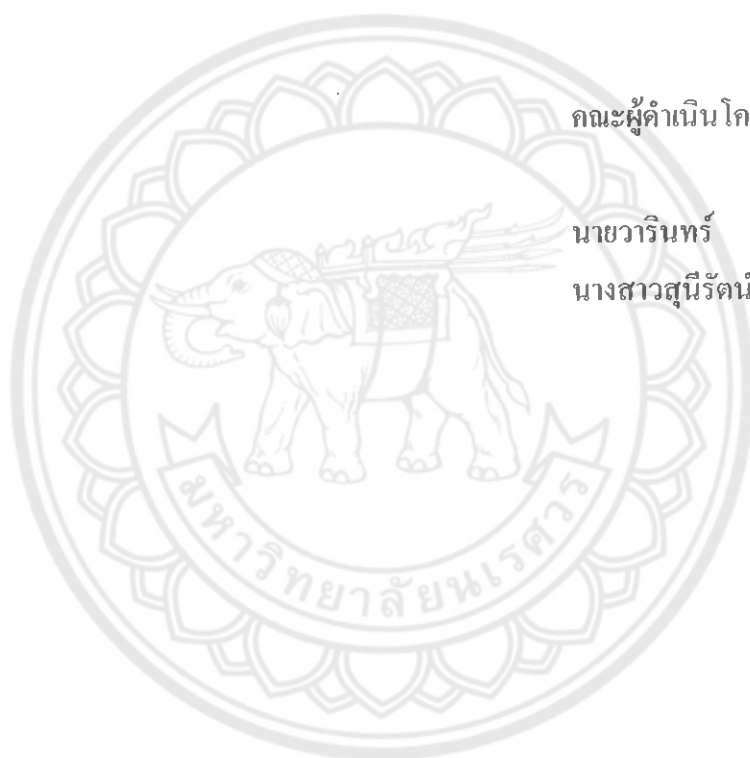 คณะผู้ดำเนินโค
นายวารินทร์
นางสาวสุนีรัตน์
มหาวิทยาลัยนเรศวร